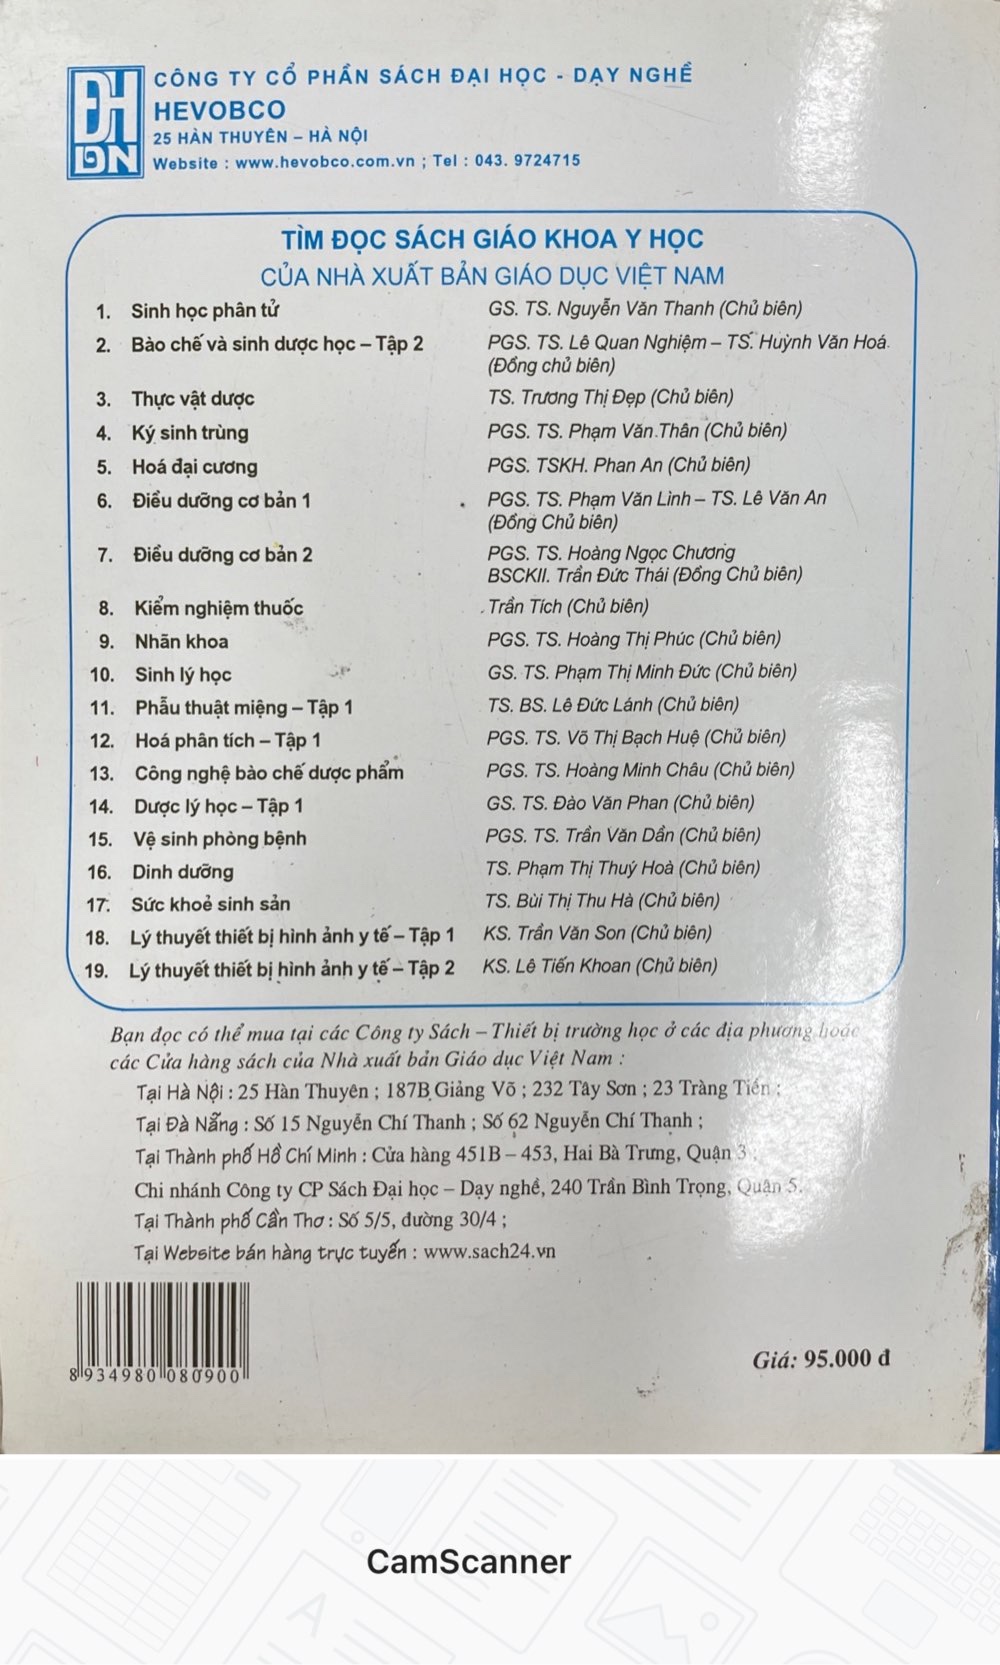 ĐH
DN
CÔNG TY CỔ PHẦN SÁCH ĐẠI HỌC - DẠY NGHỀ
HEVOBCO
25 HÀN THUYÊN – HÀ NỘI
Website : www.hevobco.com.vn ; Tel : 043. 9724715
TÌM ĐỌC SÁCH GIÁO KHOA Y HỌC
CỦA NHÀ XUẤT BẢN GIÁO DỤC VIỆT NAM
1. Sinh học phân tử GS. TS. Nguyễn Văn Thanh (Chủ biên)
2. Bào chế và sinh dược học – Tập 2 PGS. TS. Lê Quan Nghiệm – TS. Huỳnh Văn Hoá
(Đồng chủ biên)
3. Thực vật dược TS. Trương Thị Đẹp (Chủ biên)
4. Ký sinh trùng PGS. TS. Phạm Văn Thân (Chủ biên)
5. Hoá đại cương PGS. TSKH. Phan An (Chủ biên)
6. Điều dưỡng cơ bản 1 PGS. TS. Phạm Văn Lình – TS. Lê Văn An
(Đồng Chủ biên)
7. Điều dưỡng cơ bản 2 PGS. TS. Hoàng Ngọc Chương
BSCKII. Trần Đức Thái (Đồng Chủ biên)
8. Kiểm nghiệm thuốc Trần Tích (Chủ biên)
9. Nhãn khoa PGS. TS. Hoàng Thị Phúc (Chủ biên)
10. Sinh lý học GS. TS. Phạm Thị Minh Đức (Chủ biên)
11. Phẫu thuật miệng – Tập 1 TS. BS. Lê Đức Lánh (Chủ biên)
12. Hoá phân tích – Tập 1 PGS. TS. Võ Thị Bạch Huệ (Chủ biên)
13. Công nghệ bào chế dược phẩm PGS. TS. Hoàng Minh Châu (Chủ biên)
14. Dược lý học – Tập 1 GS. TS. Đào Văn Phan (Chủ biên)
15. Vệ sinh phòng bệnh PGS. TS. Trần Văn Dần (Chủ biên)
16. Dinh dưỡng TS. Phạm Thị Thuý Hoà (Chủ biên)
17. Sức khoẻ sinh sản TS. Bùi Thị Thu Hà (Chủ biên)
18. Lý thuyết thiết bị hình ảnh y tế – Tập 1 KS. Trần Văn Son (Chủ biên)
19. Lý thuyết thiết bị hình ảnh y tế – Tập 2 KS. Lê Tiến Khoan (Chủ biên)
Bạn đọc có thể mua tại các Công ty Sách – Thiết bị trường học ở các địa phương hoặc
các Cửa hàng sách của Nhà xuất bản Giáo dục Việt Nam :
Tại Hà Nội : 25 Hàn Thuyên ; 187B Giảng Võ ; 232 Tây Sơn ; 23 Tràng Tiền ;
Tại Đà Nẵng : Số 15 Nguyễn Chí Thanh ; Số 62 Nguyễn Chí Thanh ;
Tại Thành phố Hồ Chí Minh : Cửa hàng 451B – 453, Hai Bà Trưng, Quận 3 ;
Chi nhánh Công ty CP Sách Đại học – Dạy nghề, 240 Trần Bình Trọng, Quận 5.
Tại Thành phố Cần Thơ : Số 5/5, đường 30/4 ;
Tại Website bán hàng trực tuyến : www.sach24.vn
8 934980 080900
Giá: 95.000 đ
CamScanner